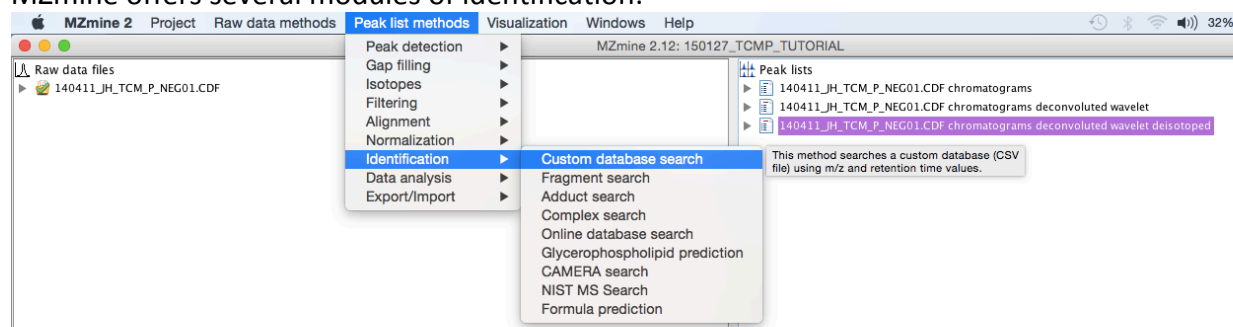 MZmine offers several modules of identification:
MZmine 2 Project Raw data methods Peak list methods Visualization Windows Help 32%
MZmine 2.12: 150127_TCMP_TUTORIAL
Raw data files
140411_JH_TCM_P_NEG01.CDF
Peak detection
Gap filling
Isotopes
Filtering
Alignment
Normalization
Identification
Data analysis
Export/Import
Custom database search
Fragment search
Adduct search
Complex search
Online database search
Glycerophospholipid prediction
CAMERA search
NIST MS Search
Formula prediction
Peak lists
140411_JH_TCM_P_NEG01.CDF chromatograms
140411_JH_TCM_P_NEG01.CDF chromatograms deconvoluted wavelet
140411_JH_TCM_P_NEG01.CDF chromatograms deconvoluted wavelet deisotoped
This method searches a custom database (CSV
file) using m/z and retention time values.